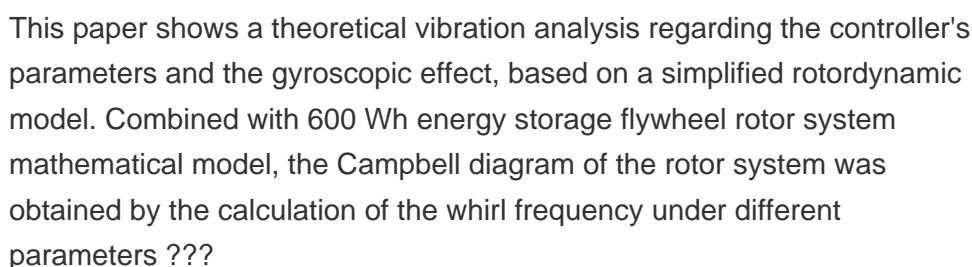 This paper shows a theoretical vibration analysis regarding the controller's
parameters and the gyroscopic effect, based on a simplified rotordynamic
model. Combined with 600 Wh energy storage flywheel rotor system
mathematical model, the Campbell diagram of the rotor system was
obtained by the calculation of the whirl frequency under different
parameters ???